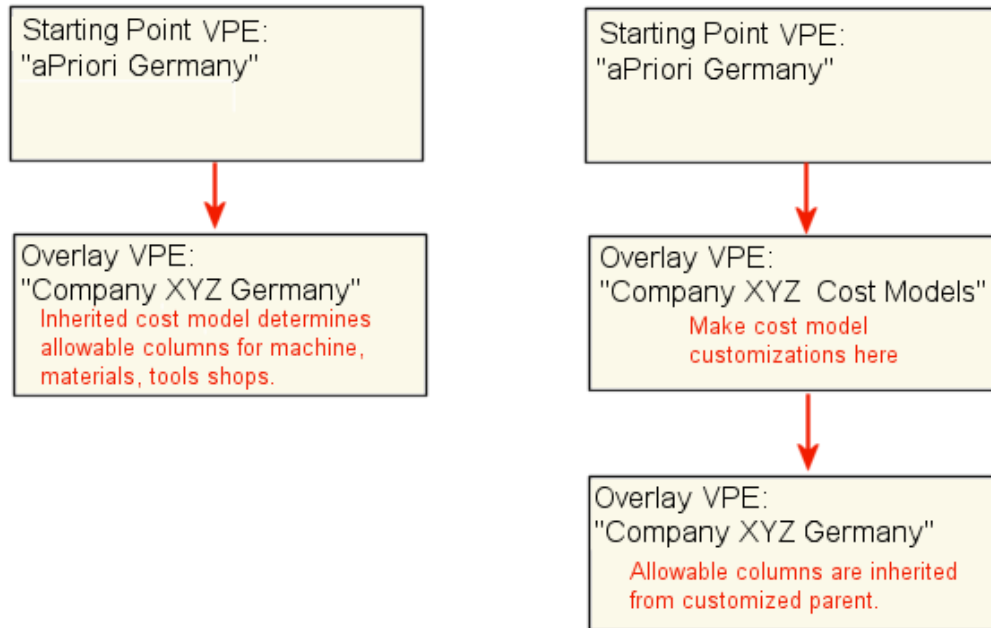 Starting Point VPE:
"aPriori Germany"
Overlay VPE:
"Company XYZ Germany"
Inherited cost model determines
allowable columns for machine,
materials, tools shops.
Starting Point VPE:
"aPriori Germany"
Overlay VPE:
"Company XYZ Cost Models"
Make cost model
customizations here
Overlay VPE:
"Company XYZ Germany"
Allowable columns are inherited
from customized parent.